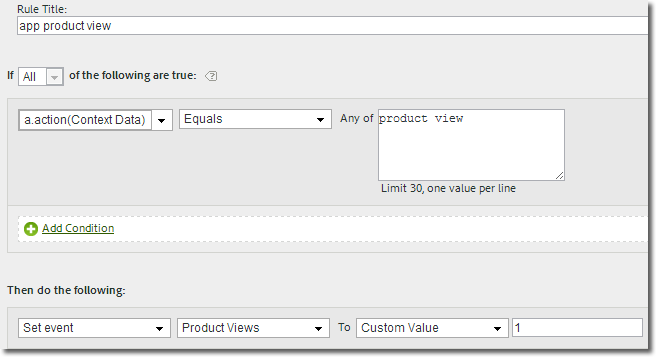 Rule Title:
app product view
If All of the following are true: ?
a.action(Context Data) Equals Any of product view
Limit 30, one value per line
Add Condition
Then do the following:
Set event Product Views To Custom Value 1